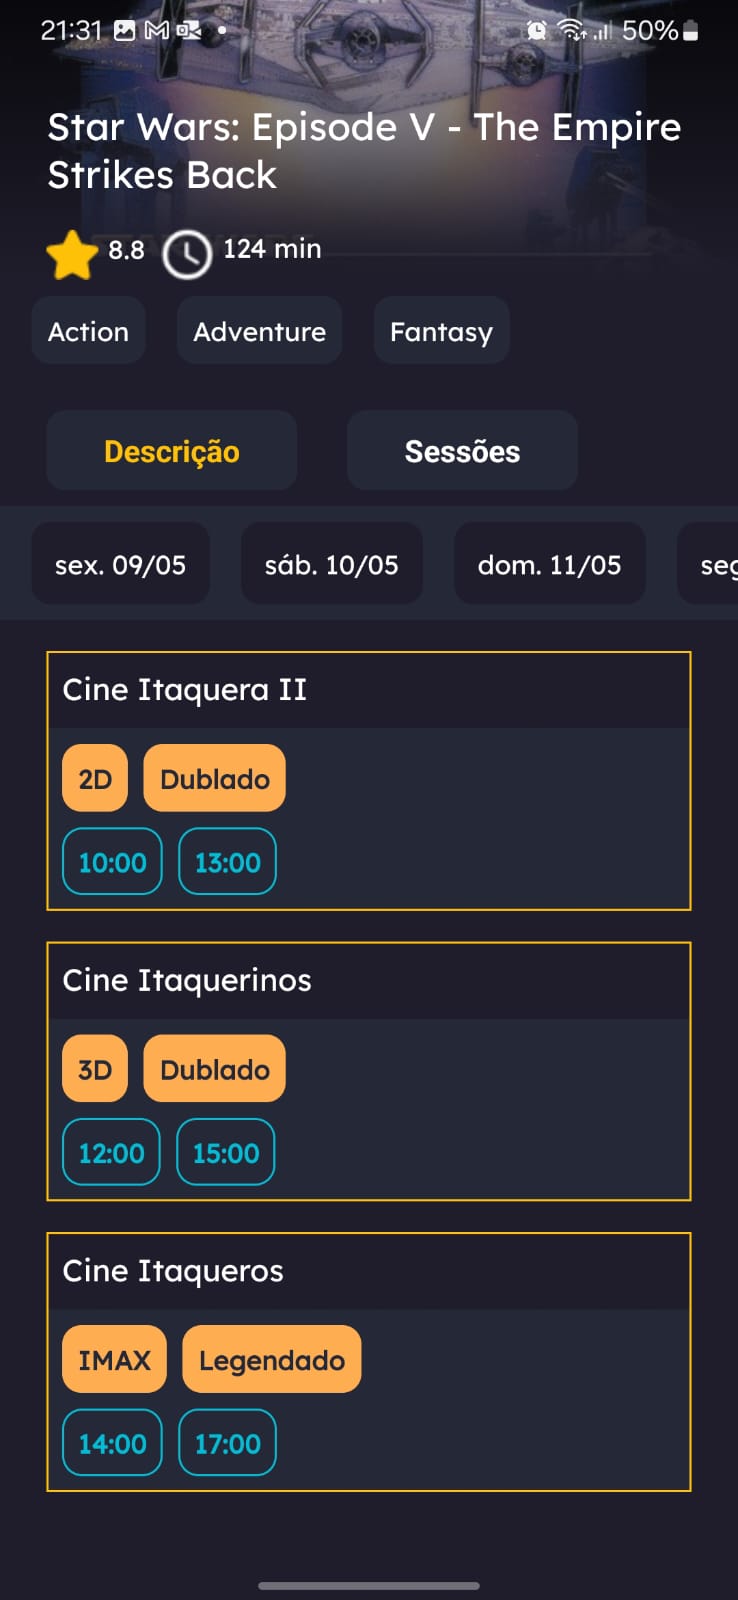 21:31 50%
Star Wars: Episode V - The Empire
Strikes Back
8.8 124 min
Action Adventure Fantasy
Descrição Sessões
sex. 09/05 sáb. 10/05 dom. 11/05 seg
Cine Itaquera II
2D Dublado
10:00 13:00
Cine Itaquerinos
3D Dublado
12:00 15:00
Cine Itaqueros
IMAX Legendado
14:00 17:00